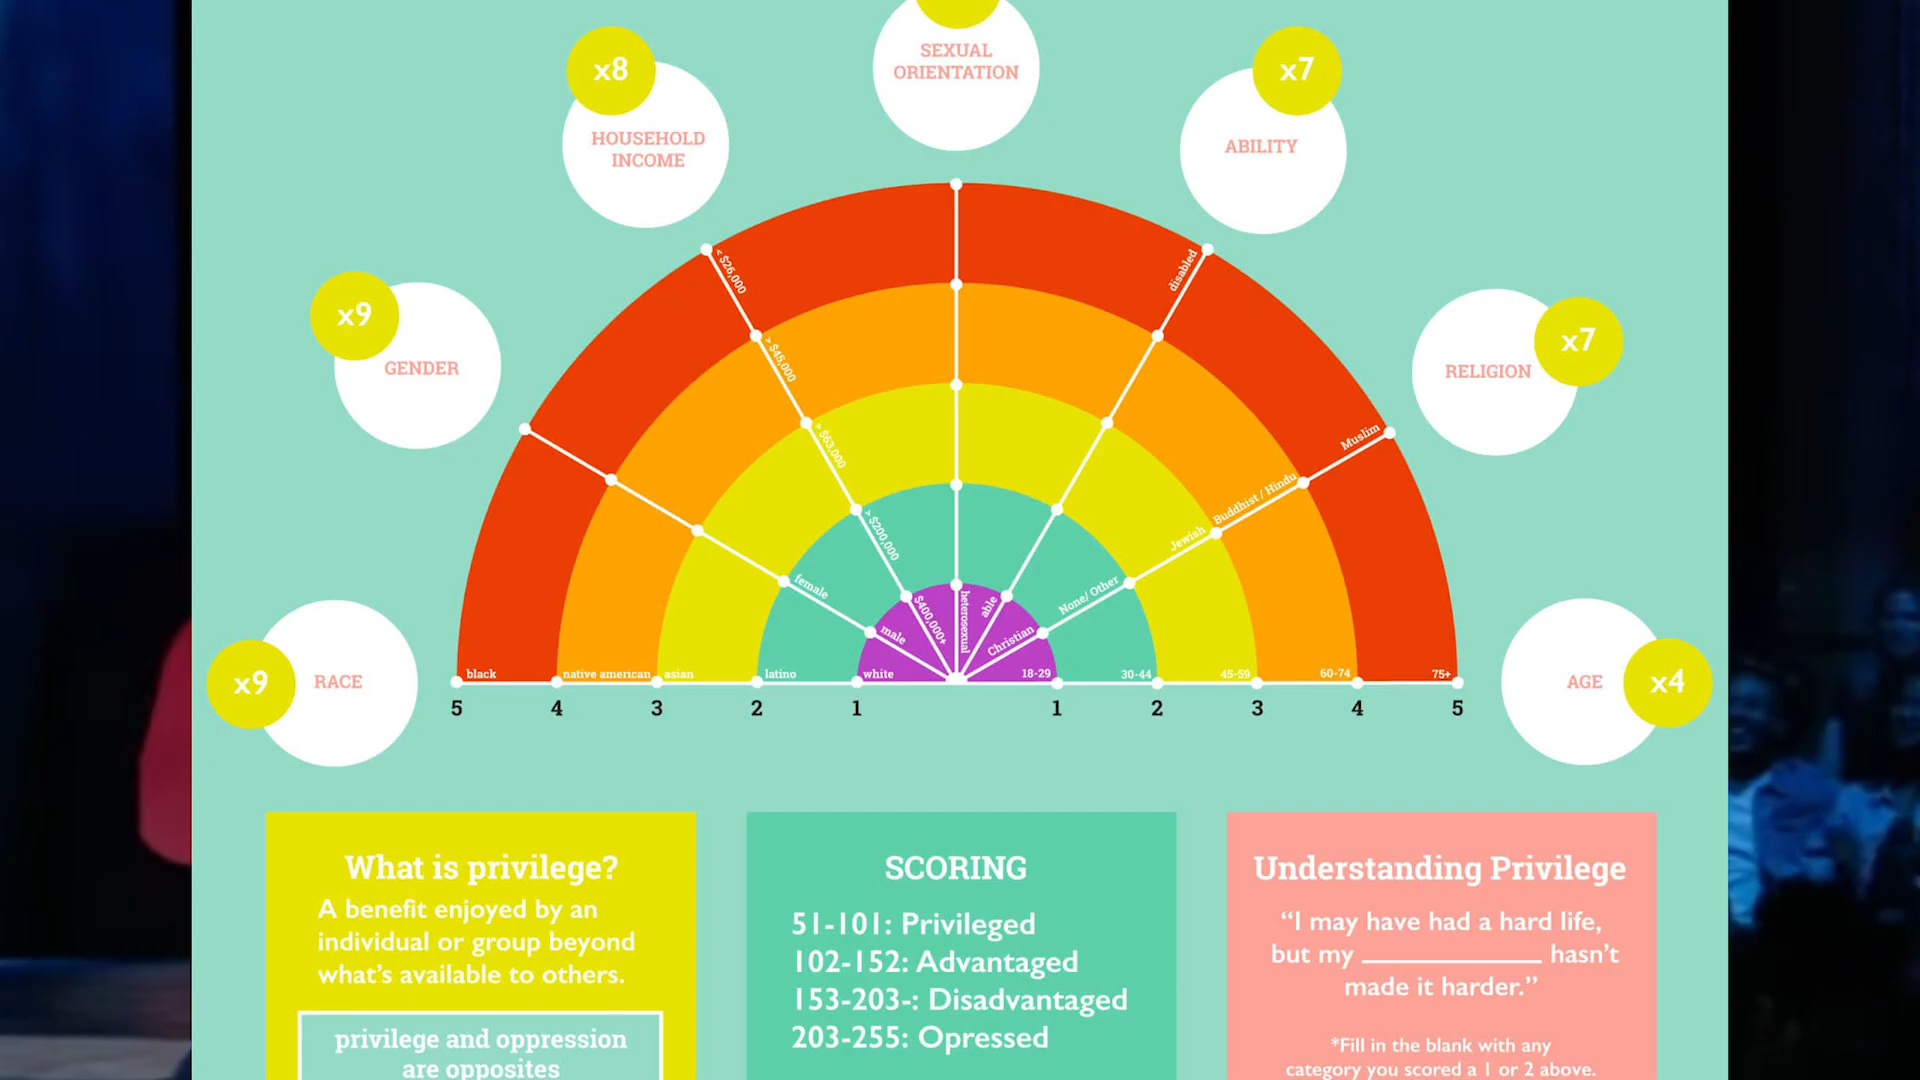 SEXUAL
ORIENTATION
x8
HOUSEHOLD
INCOME
x7
ABILITY
x9
GENDER
x7
RELIGION
x9
RACE
x4
AGE
< $26,000
> $45,000
> $63,000
> $200,000
$400,000+
disabled
able
heterosexual
female
male
Muslim
Buddhist / Hindu
Jewish
None/ Other
Christian
black
native american
asian
latino
white
18-29
30-44
45-59
60-74
75+
5
4
3
2
1
1
2
3
4
5
What is privilege?
A benefit enjoyed by an
individual or group beyond
what's available to others.
privilege and oppression
are opposites
SCORING
51-101: Privileged
102-152: Advantaged
153-203-: Disadvantaged
203-255: Opressed
Understanding Privilege
“I may have had a hard life,
but my ______________ hasn’t
made it harder.”
*Fill in the blank with any
category you scored a 1 or 2 above.